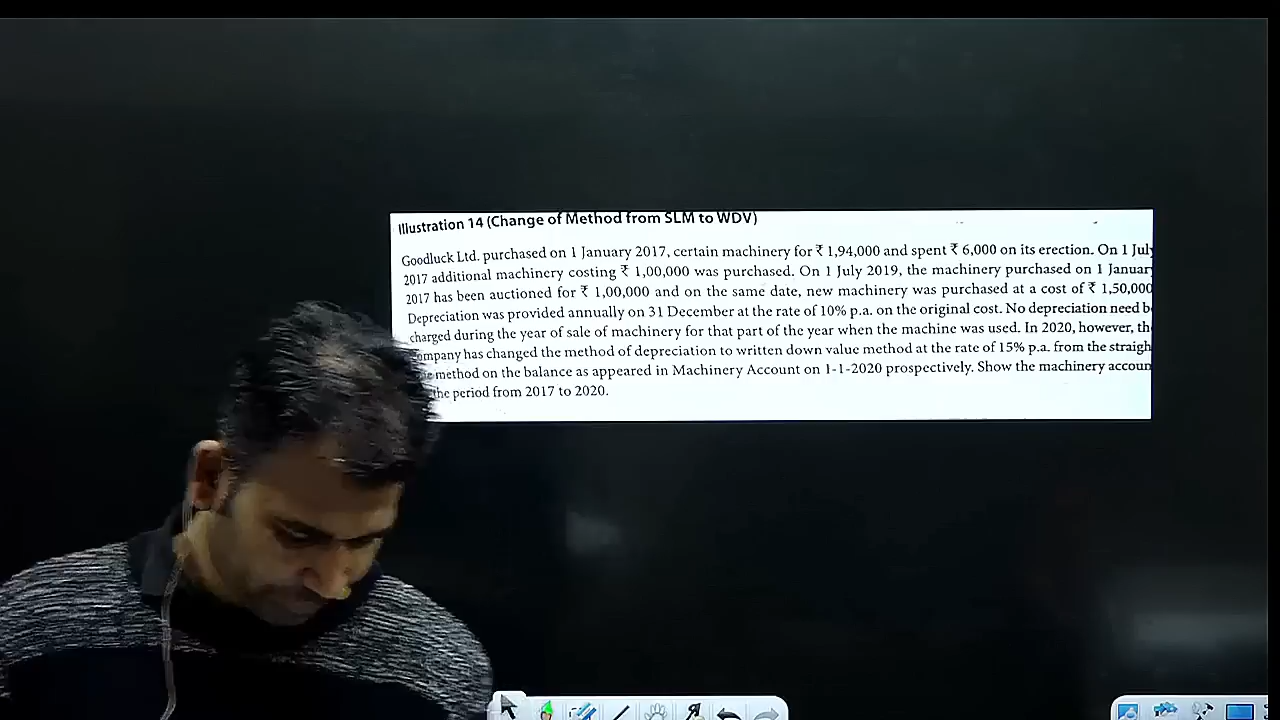 Illustration 14 (Change of Method from SLM to WDV)
Goodluck Ltd. purchased on 1 January 2017, certain machinery for ₹ 1,94,000 and spent ₹ 6,000 on its erection. On 1 July
2017 additional machinery costing ₹ 1,00,000 was purchased. On 1 July 2019, the machinery purchased on 1 Januar
2017 has been auctioned for ₹ 1,00,000 and on the same date, new machinery was purchased at a cost of ₹ 1,50,000
Depreciation was provided annually on 31 December at the rate of 10% p.a. on the original cost. No depreciation need b
charged during the year of sale of machinery for that part of the year when the machine was used. In 2020, however, th
ompany has changed the method of depreciation to written down value method at the rate of 15% p.a. from the straigh
e method on the balance as appeared in Machinery Account on 1-1-2020 prospectively. Show the machinery accoun
the period from 2017 to 2020.